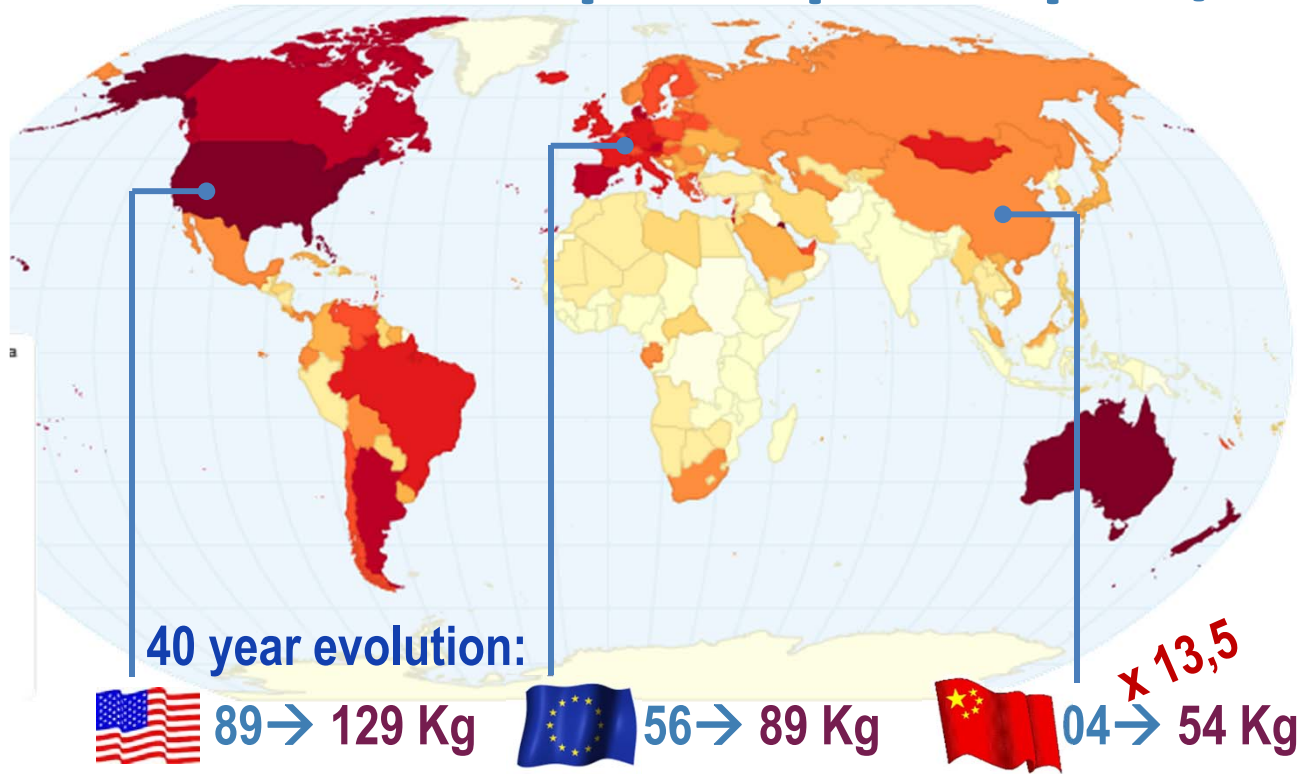 a
40 year evolution:
x 13,5
89→ 129 Kg
56→ 89 Kg
04→ 54 Kg